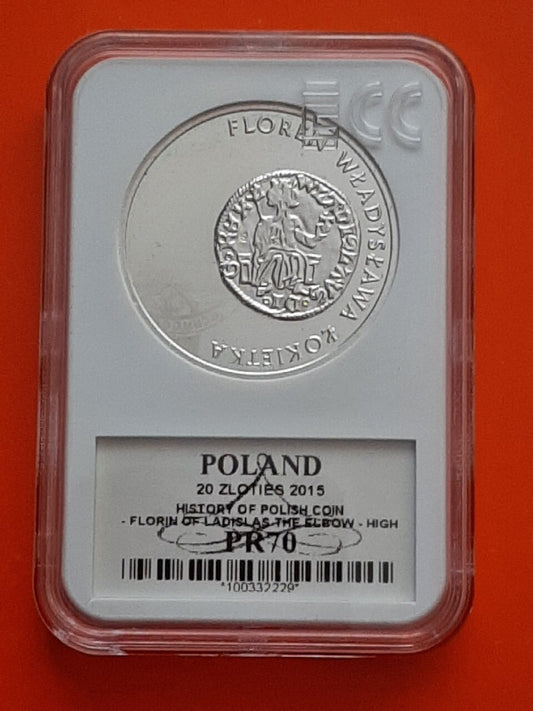 ECC
FLOREN WŁADYSŁAWA ŁOKIETKA
POLAND
20 ZLOTIES 2015
HISTORY OF POLISH COIN
- FLORIN OF LADISLAS THE ELBOW - HIGH
PR70
*100332229*